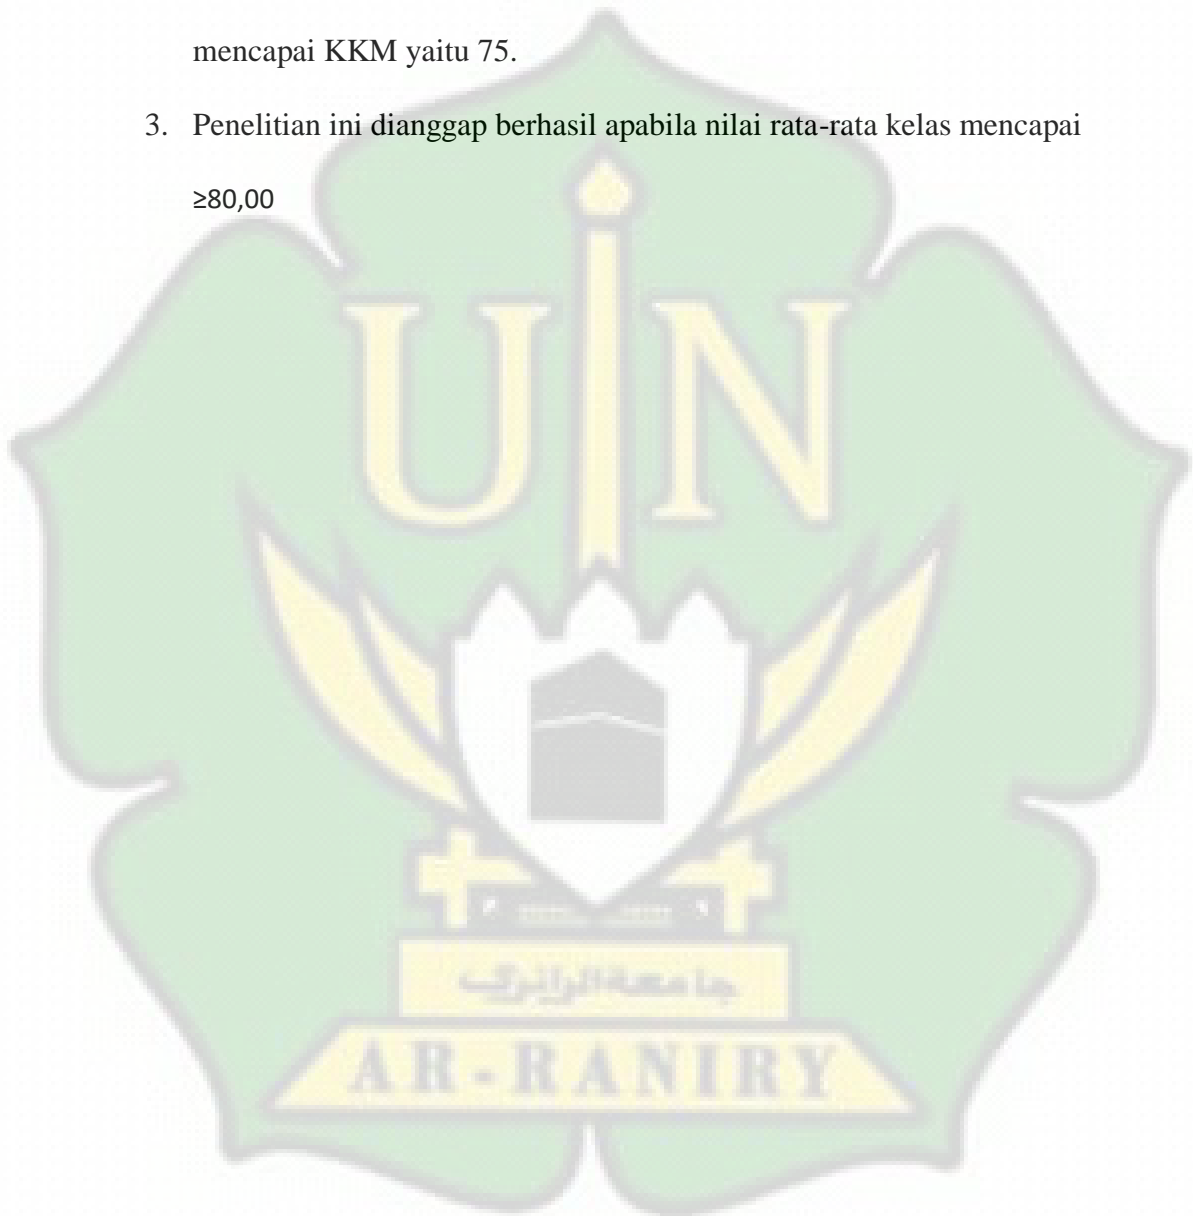 mencapai KKM yaitu 75.
3. Penelitian ini dianggap berhasil apabila nilai rata-rata kelas mencapai
≥80,00
UIN
جامعة الرانري
AR-RANIRY